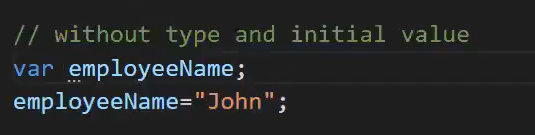 // without type and initial value
var employeeName;
employeeName="John";